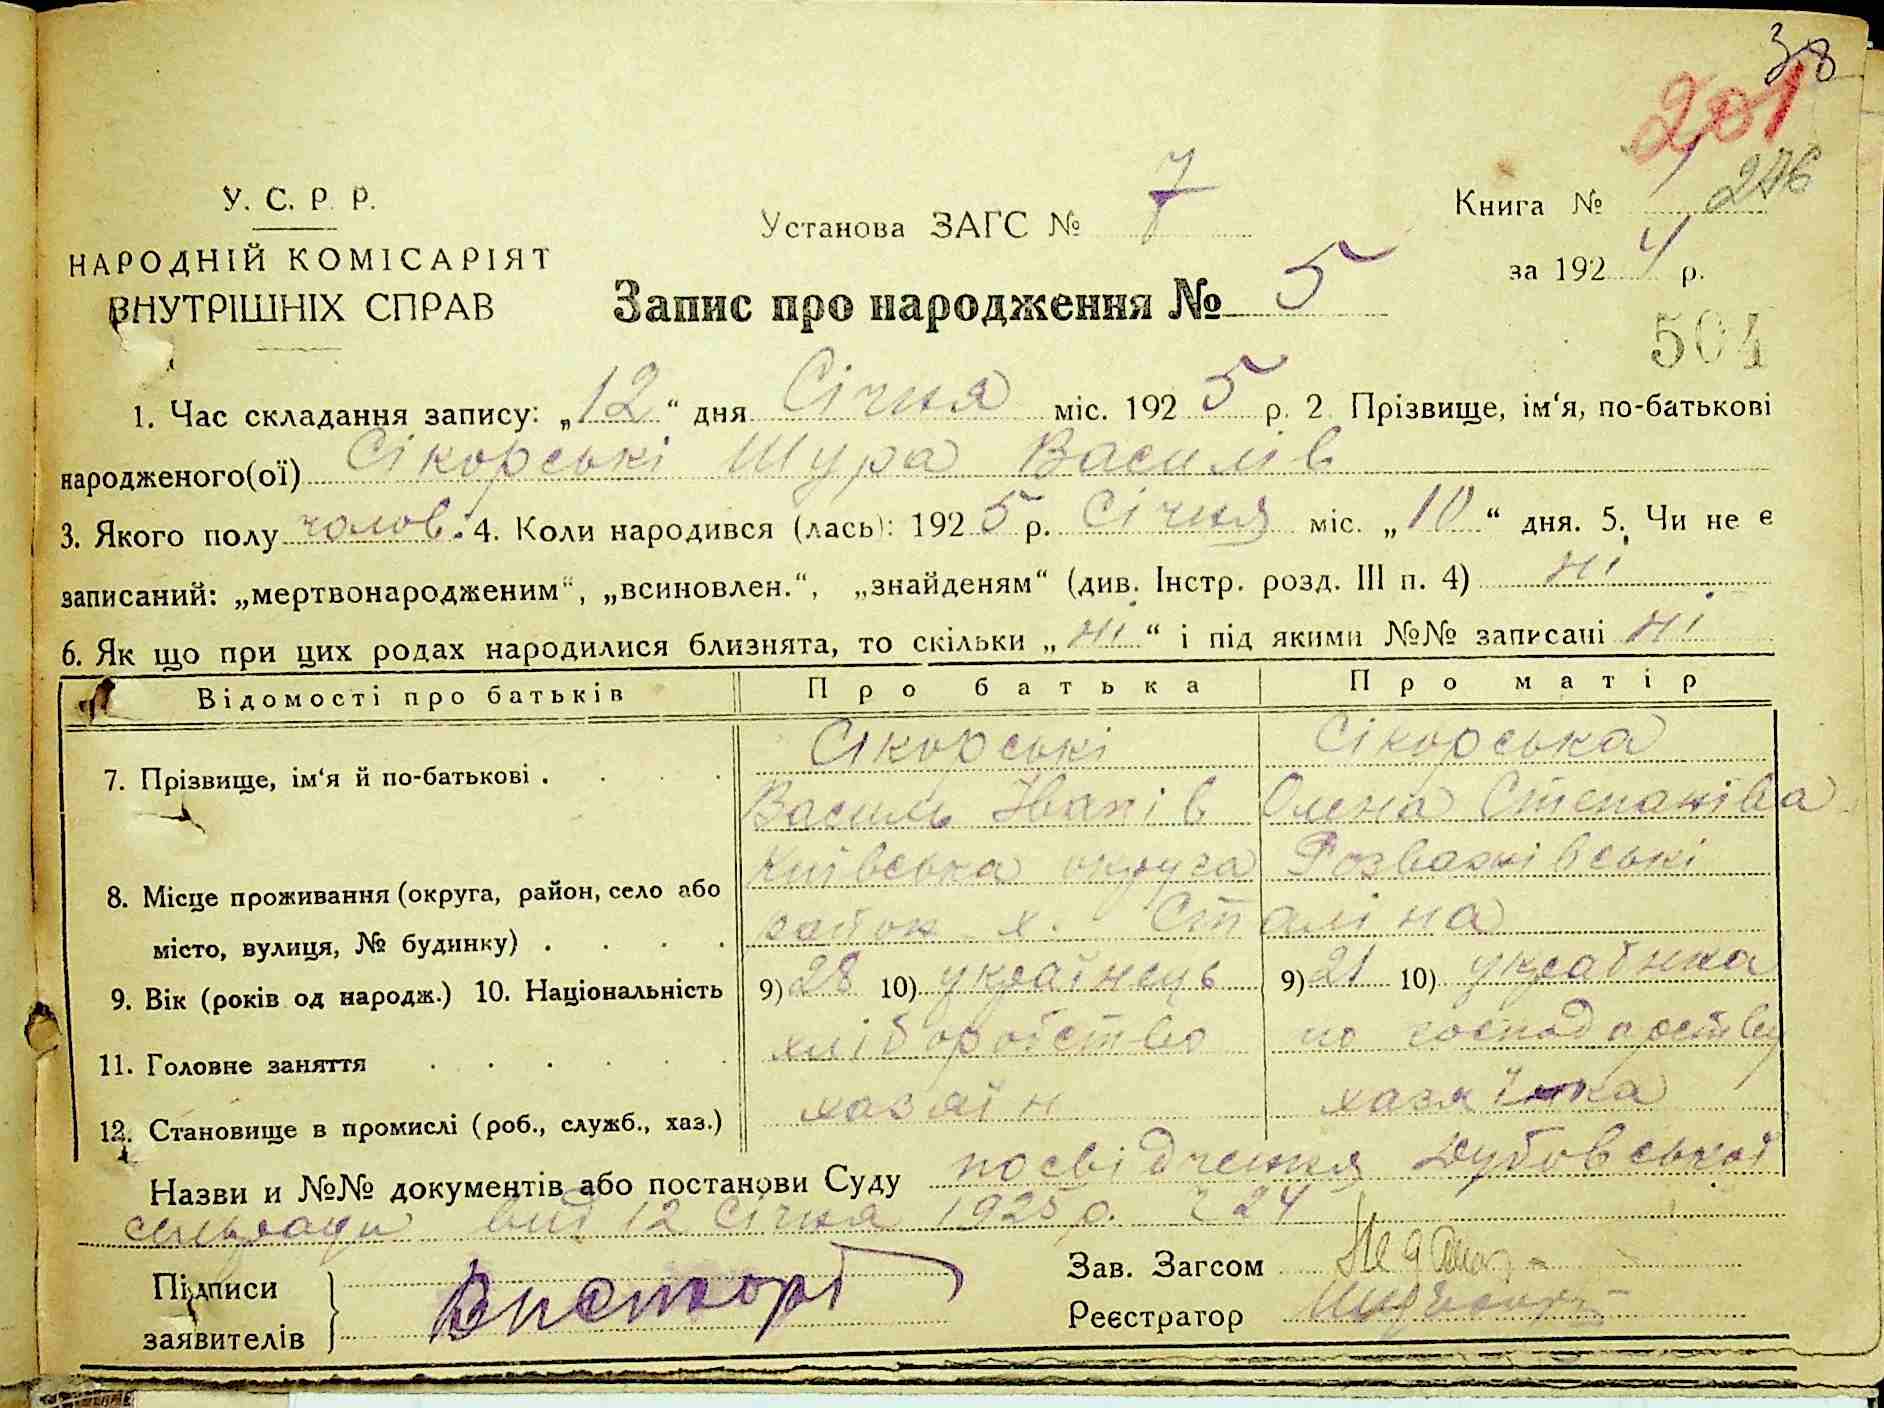 38
201
276
У. С. Р. Р.
НАРОДНІЙ КОМІСАРІЯТ
ВНУТРІШНІХ СПРАВ
Установа ЗАГС № 7
Книга № 1
за 1924 р.
Запис про народження № 5
504
1. Час складання запису: „12“ дня Січня міс. 1925 р. 2 Прізвище, ім‘я, по-батькові
народженого(ої) Сікорські Шура Василів
3. Якого полу чолов. 4. Коли народився (лась): 1925 р. Січня міс. „10“ дня. 5. Чи не є
записаний: „мертвонародженим“, „всиновлен.“, „знайденям“ (див. Інстр. розд. III п. 4) ні
6. Як що при цих родах народилися близнята, то скільки „ні“ і під якими №№ записані ні
Відомості про батьків Про батька Про матір
7. Прізвище, ім‘я й по-батькові . Сікорські Сікорська
Василь Іванів Олена Степанівa
Київська округа Розважівські
8. Місце проживання (округа, район, село або
район х. Сталіна
місто, вулиця, № будинку) .
9. Вік (років од народж.) 10. Національність 9) 28 10) українець 9) 21 10) українка
11. Головне заняття хліборобство по господарству
12. Становище в промислі (роб., служб., хаз.) хазяїн хазяїнка
Назви и №№ документів або постанови Суду посвідчення Дубовської
сельради від 12 Січня 1925 р. 24
Підписи
заявителів
Зав. Загсом
Реєстратор